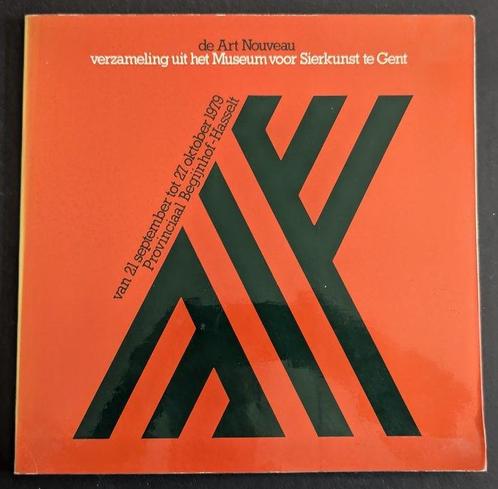 de Art Nouveau
verzameling uit het Museum voor Sierkunst te Gent
van 21 september tot 27 oktober 1979
Provinciaal Begijnhof-Hasselt